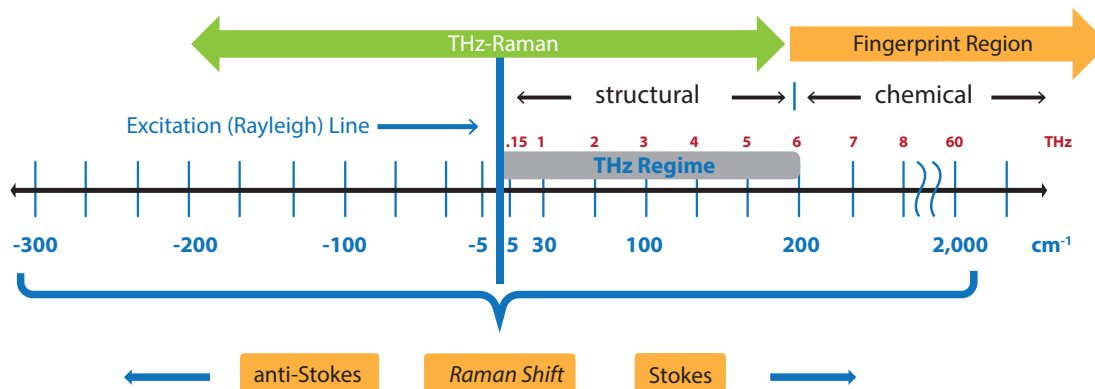 THz-Raman Fingerprint Region
structural chemical
Excitation (Rayleigh) Line
.15 1 2 3 4 5 6 7 8 60 THz
THz Regime
-300 -200 -100 -5 5 30 100 200 2,000 cm⁻¹
anti-Stokes Raman Shift Stokes